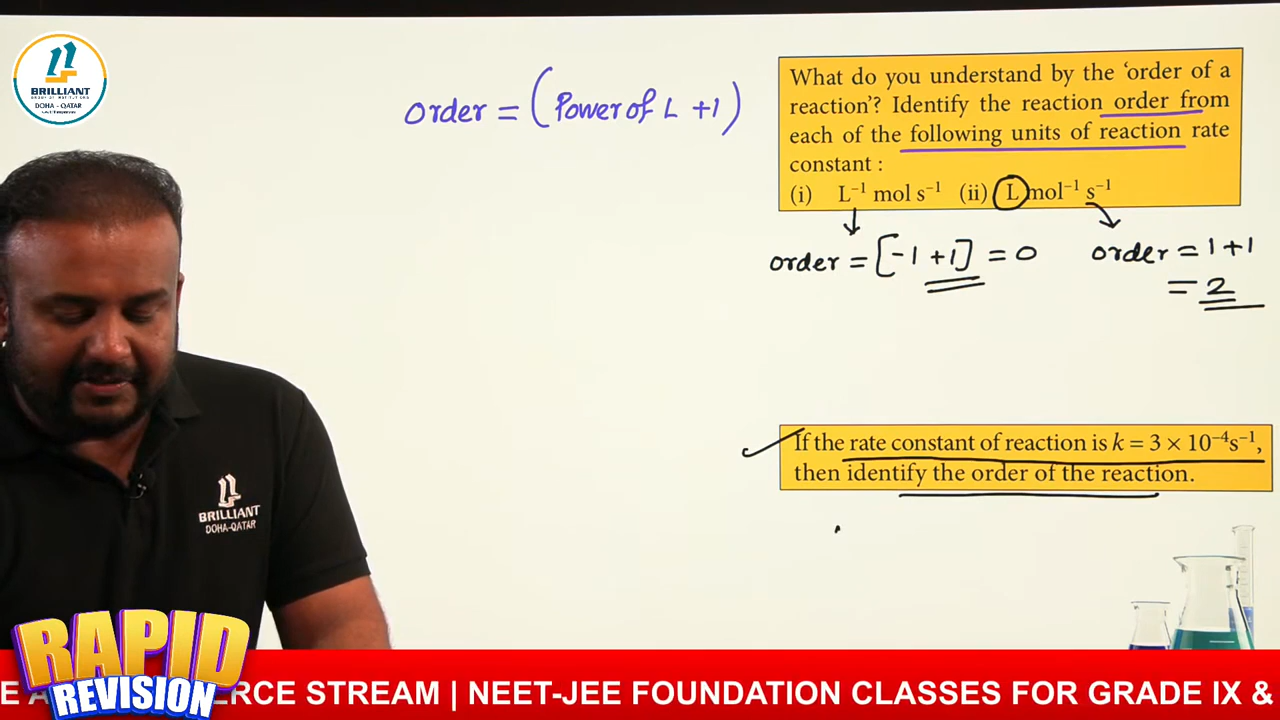 BRILLIANT
DOHA - QATAR
order = (Power of L +1)
What do you understand by the ‘order of a
reaction’? Identify the reaction order from
each of the following units of reaction rate
constant :
(i) L⁻¹ mol s⁻¹ (ii) L mol⁻¹ s⁻¹
order = [-1 +1] = 0
order = 1+1
= 2
If the rate constant of reaction is k = 3 × 10⁻⁴s⁻¹,
then identify the order of the reaction.
BRILLIANT
DOHA-QATAR
RAPID
REVISION
RCE STREAM | NEET-JEE FOUNDATION CLASSES FOR GRADE IX &